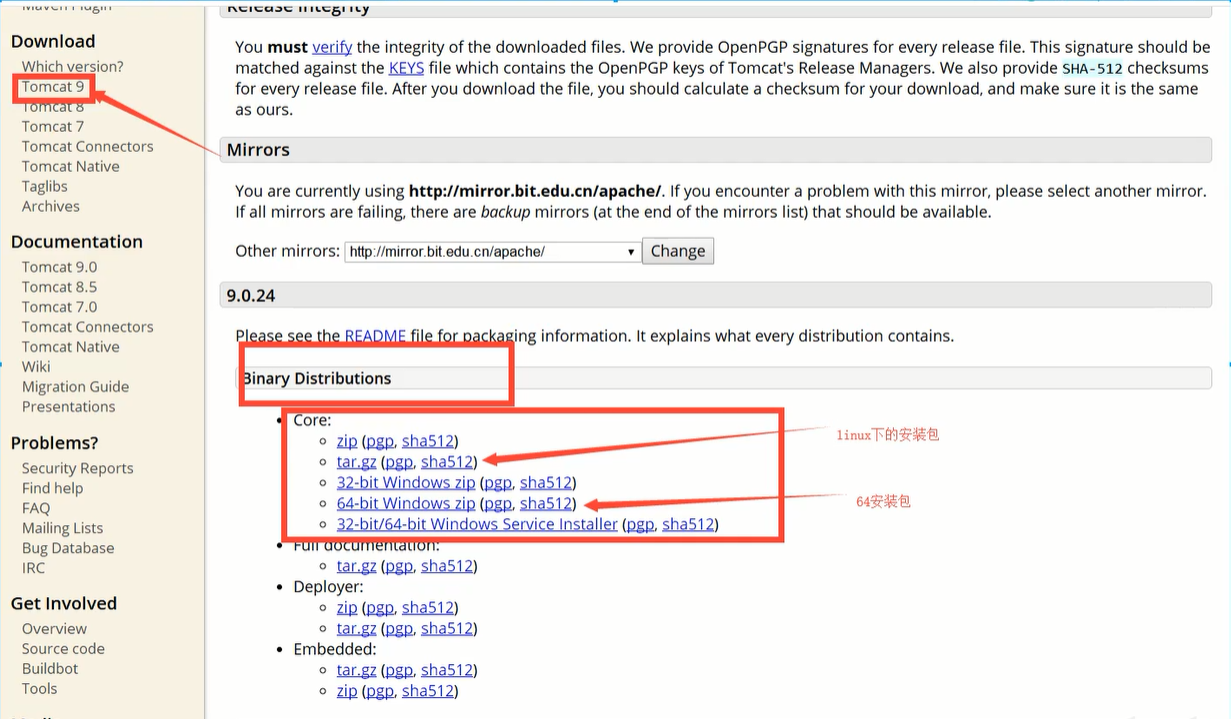 Maven Plugin
Download
Which version?
Tomcat 9
Tomcat 8
Tomcat 7
Tomcat Connectors
Tomcat Native
Taglibs
Archives
Documentation
Tomcat 9.0
Tomcat 8.5
Tomcat 7.0
Tomcat Connectors
Tomcat Native
Wiki
Migration Guide
Presentations
Problems?
Security Reports
Find help
FAQ
Mailing Lists
Bug Database
IRC
Get Involved
Overview
Source code
Buildbot
Tools
Release Integrity
You must verify the integrity of the downloaded files. We provide OpenPGP signatures for every release file. This signature should be
matched against the KEYS file which contains the OpenPGP keys of Tomcat's Release Managers. We also provide SHA-512 checksums
for every release file. After you download the file, you should calculate a checksum for your download, and make sure it is the same
as ours.
Mirrors
You are currently using http://mirror.bit.edu.cn/apache/. If you encounter a problem with this mirror, please select another mirror.
If all mirrors are failing, there are backup mirrors (at the end of the mirrors list) that should be available.
Other mirrors: http://mirror.bit.edu.cn/apache/ Change
9.0.24
Please see the README file for packaging information. It explains what every distribution contains.
Binary Distributions
Core:
zip (pgp, sha512)
tar.gz (pgp, sha512)
32-bit Windows zip (pgp, sha512)
64-bit Windows zip (pgp, sha512)
32-bit/64-bit Windows Service Installer (pgp, sha512)
linux下的安装包
64安装包
Full documentation:
tar.gz (pgp, sha512)
Deployer:
zip (pgp, sha512)
tar.gz (pgp, sha512)
Embedded:
tar.gz (pgp, sha512)
zip (pgp, sha512)